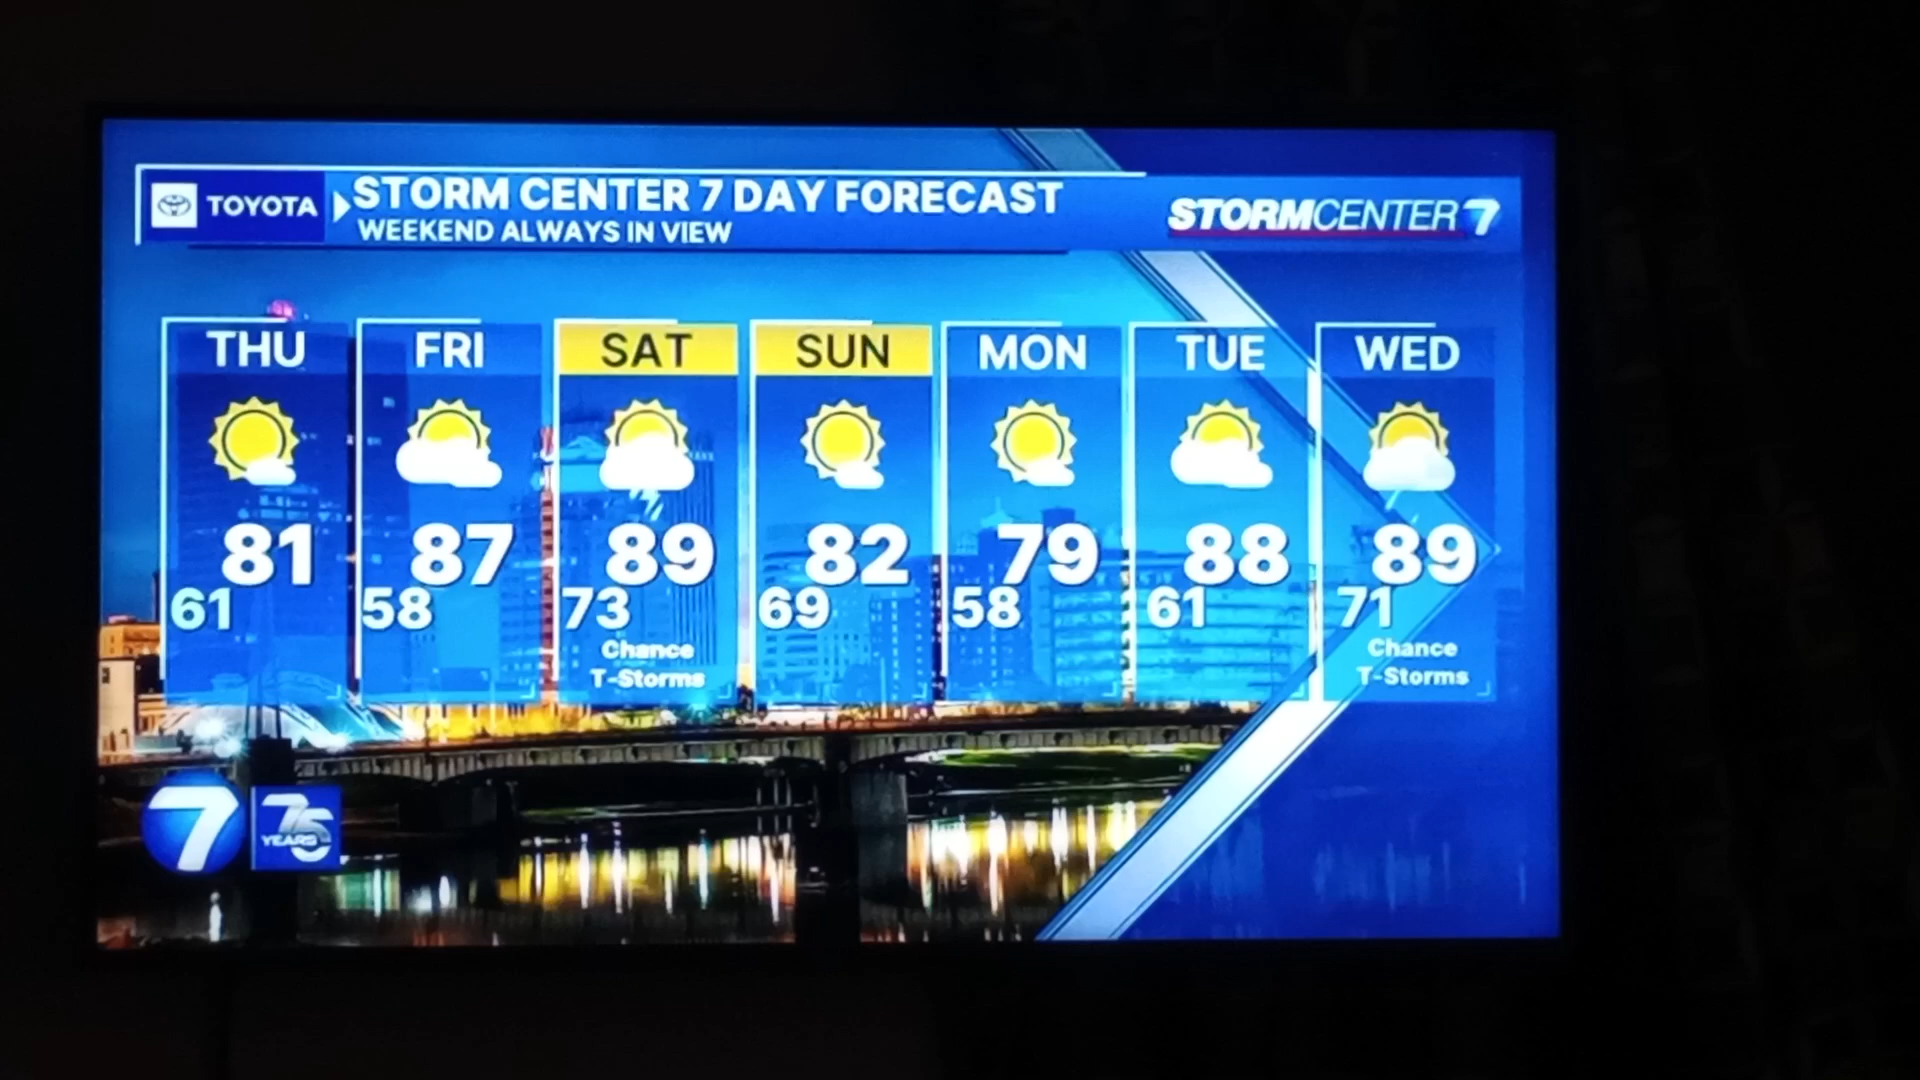 TOYOTA
STORM CENTER 7 DAY FORECAST
WEEKEND ALWAYS IN VIEW
STORMCENTER 7
THU FRI SAT SUN MON TUE WED
81 87 89 82 79 88 89
61 58 73 69 58 61 71
Chance Chance
T-Storms T-Storms
7 75
YEARS